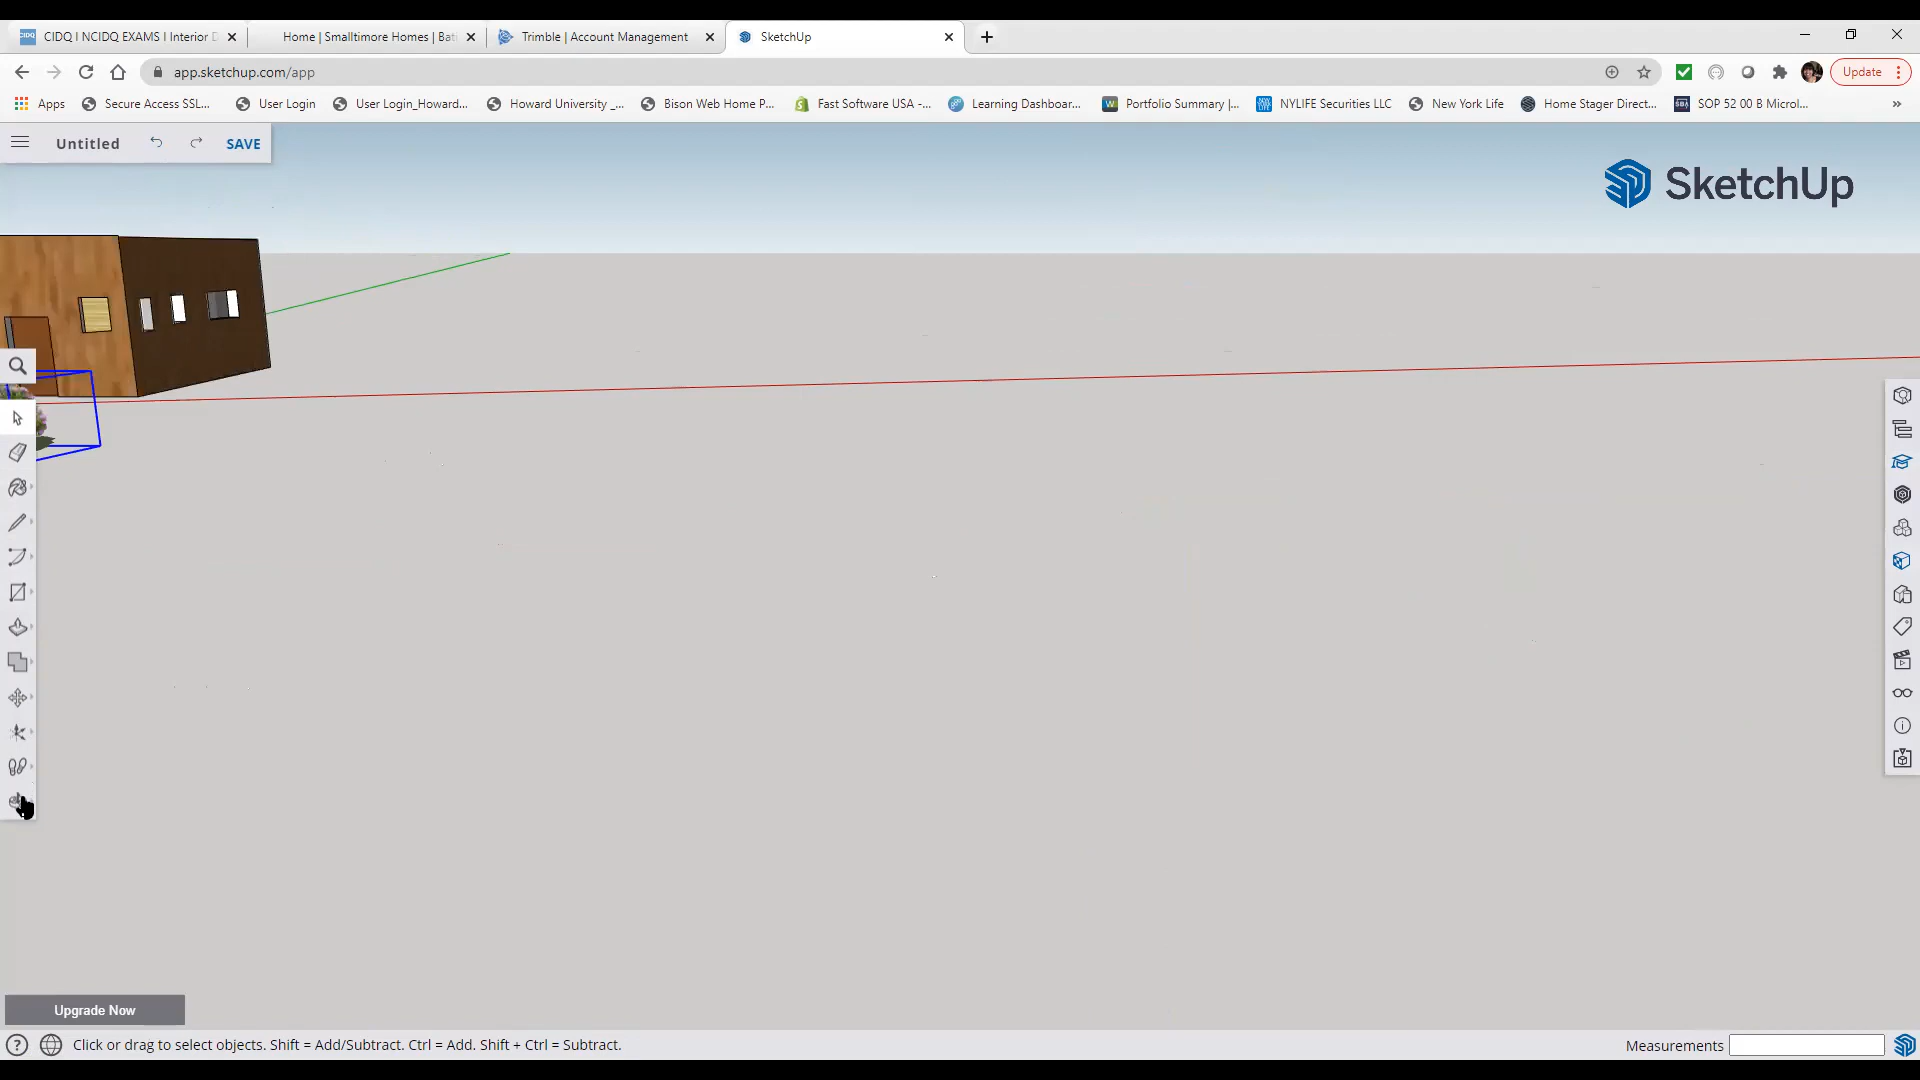 CIDQ I NCIDQ EXAMS I Interior D
Home | Smalltimore Homes | Balt
Trimble | Account Management
SketchUp
app.sketchup.com/app
Update
Apps
Secure Access SSL...
User Login
User Login_Howard...
Howard University _...
Bison Web Home P...
Fast Software USA -...
Learning Dashboar...
Portfolio Summary |...
NYLIFE Securities LLC
New York Life
Home Stager Direct...
SOP 52 00 B Microl...
Untitled
SAVE
SketchUp
Upgrade Now
Click or drag to select objects. Shift = Add/Subtract. Ctrl = Add. Shift + Ctrl = Subtract.
Measurements